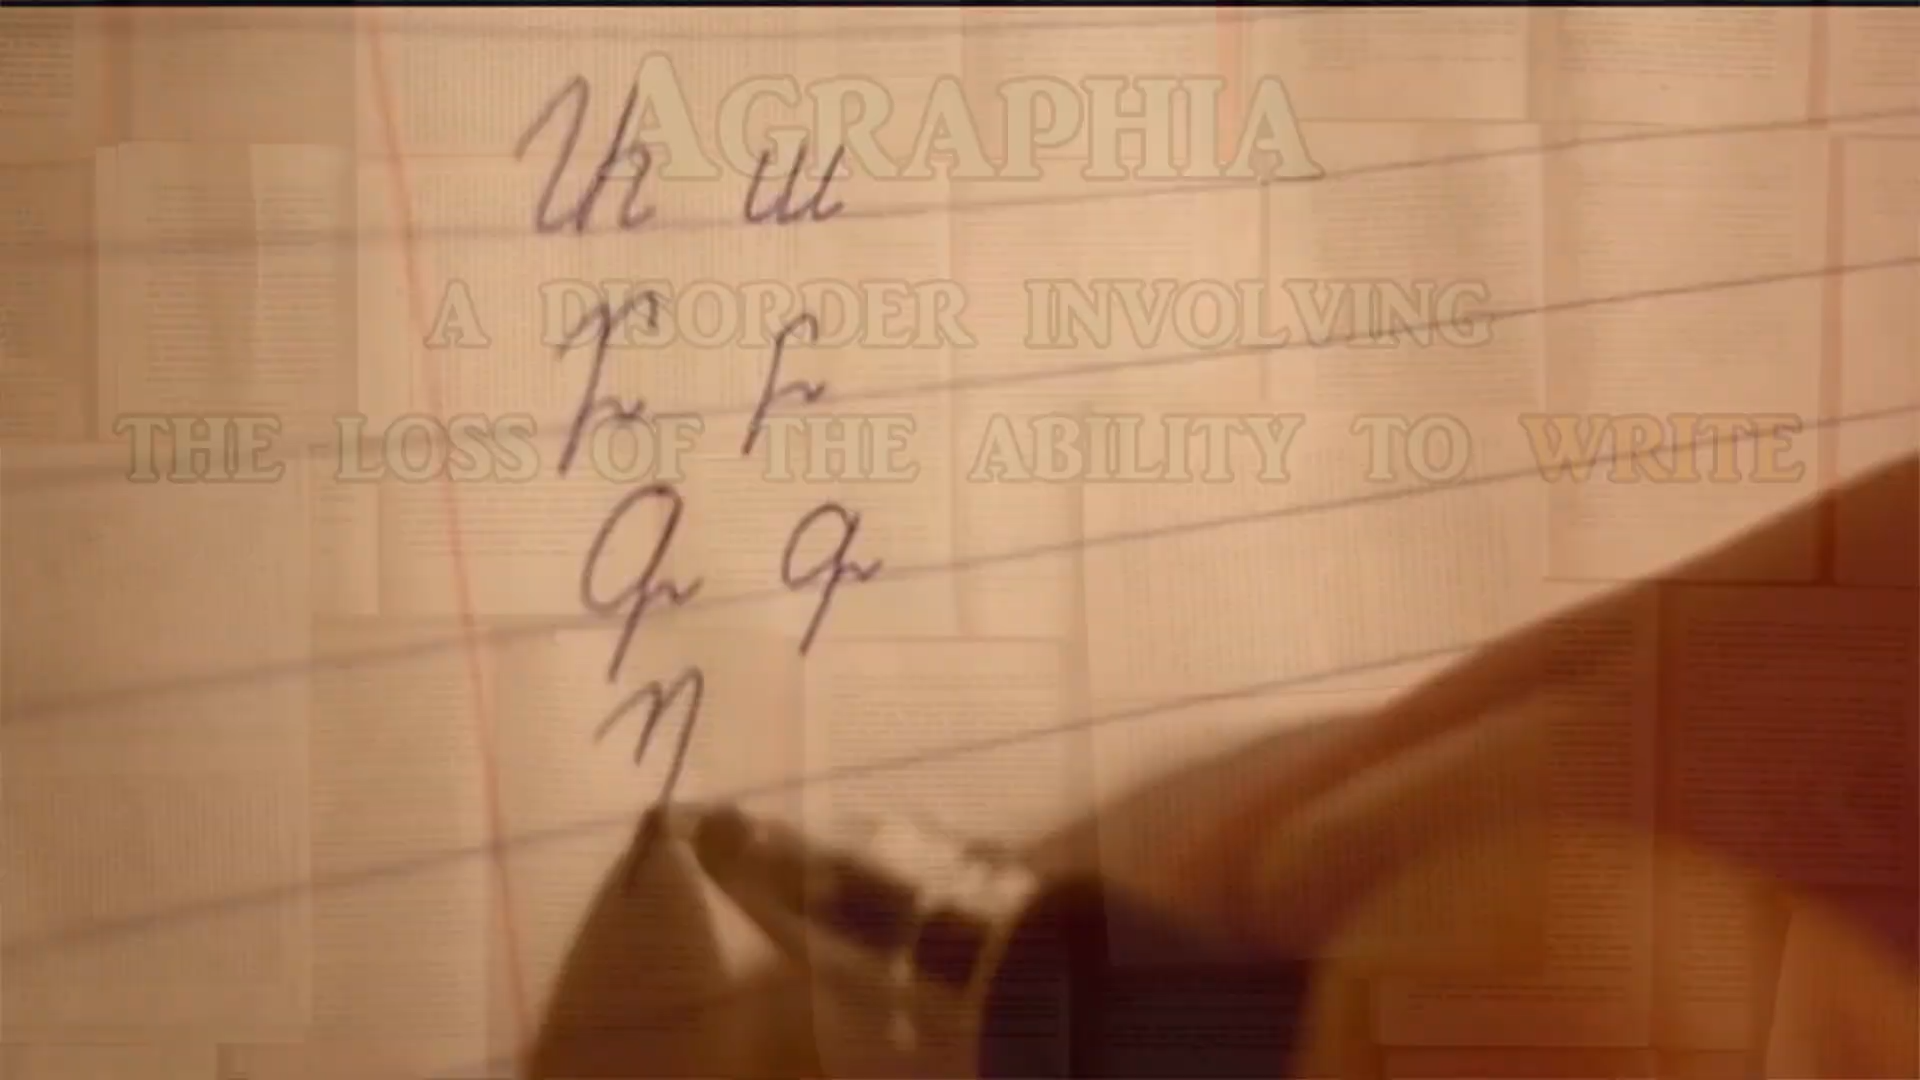 AGRAPHIA
Ա ա
A DISORDER INVOLVING
Բ բ
THE LOSS OF THE ABILITY TO WRITE
Գ գ
Դ